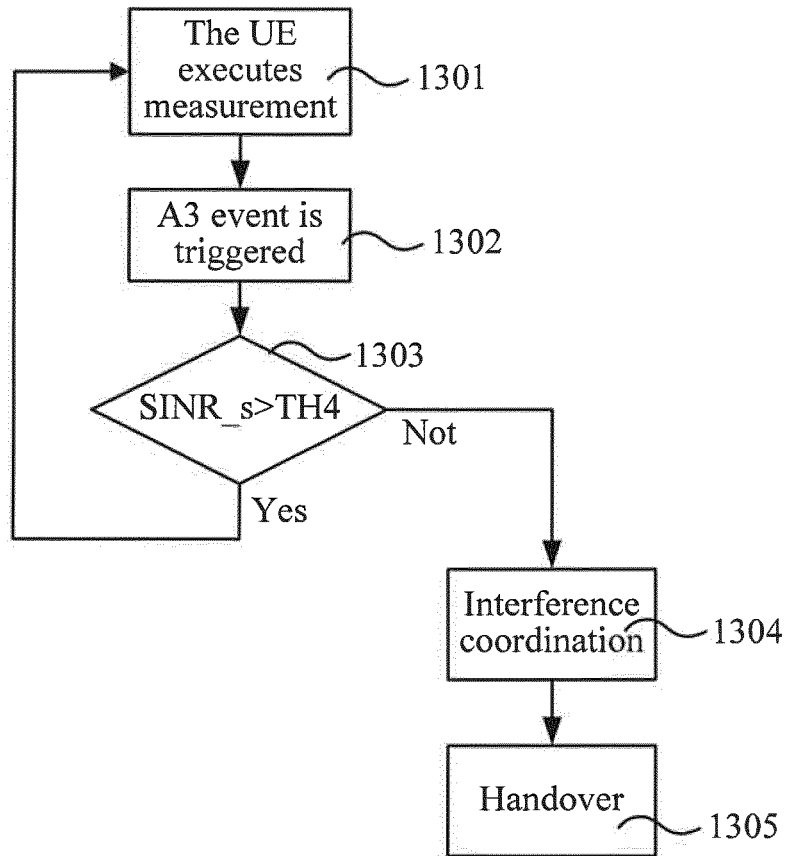 The UE
executes
measurement
1301
A3 event is
triggered
1302
1303
SINR_s>TH4
Not
Yes
Interference
coordination
1304
Handover
1305